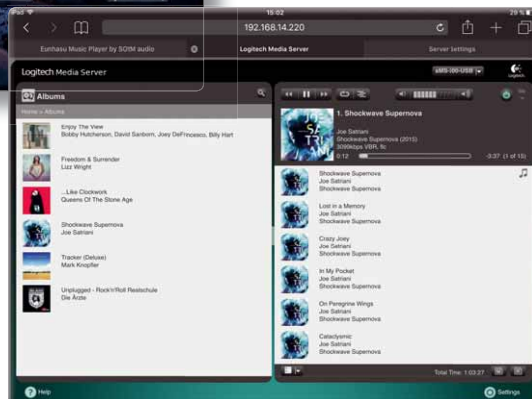 iPad
15:02
29 %
192.168.14.220
Eunhasu Music Player by SOtM audio
Logitech Media Server
Server Settings
Logitech Media Server
sMS-100-USB
Logitech
Albums
Home > Albums
Enjoy The View
Bobby Hutcherson, David Sanborn, Joey DeFrancesco, Billy Hart
Freedom & Surrender
Lizz Wright
...Like Clockwork
Queens Of The Stone Age
Shockwave Supernova
Joe Satriani
Tracker (Deluxe)
Mark Knopfler
Unplugged - Rock'n'Roll Realschule
Die Ärzte
Help
1. Shockwave Supernova
Joe Satriani
Shockwave Supernova (2015)
3090kbps VBR, flc
0:12
-3:37 (1 of 15)
Shockwave Supernova
Joe Satriani
Shockwave Supernova
Lost in a Memory
Joe Satriani
Shockwave Supernova
Crazy Joey
Joe Satriani
Shockwave Supernova
In My Pocket
Joe Satriani
Shockwave Supernova
On Peregrine Wings
Joe Satriani
Shockwave Supernova
Cataclysmic
Joe Satriani
Shockwave Supernova
Total Time: 1:03:27
Settings